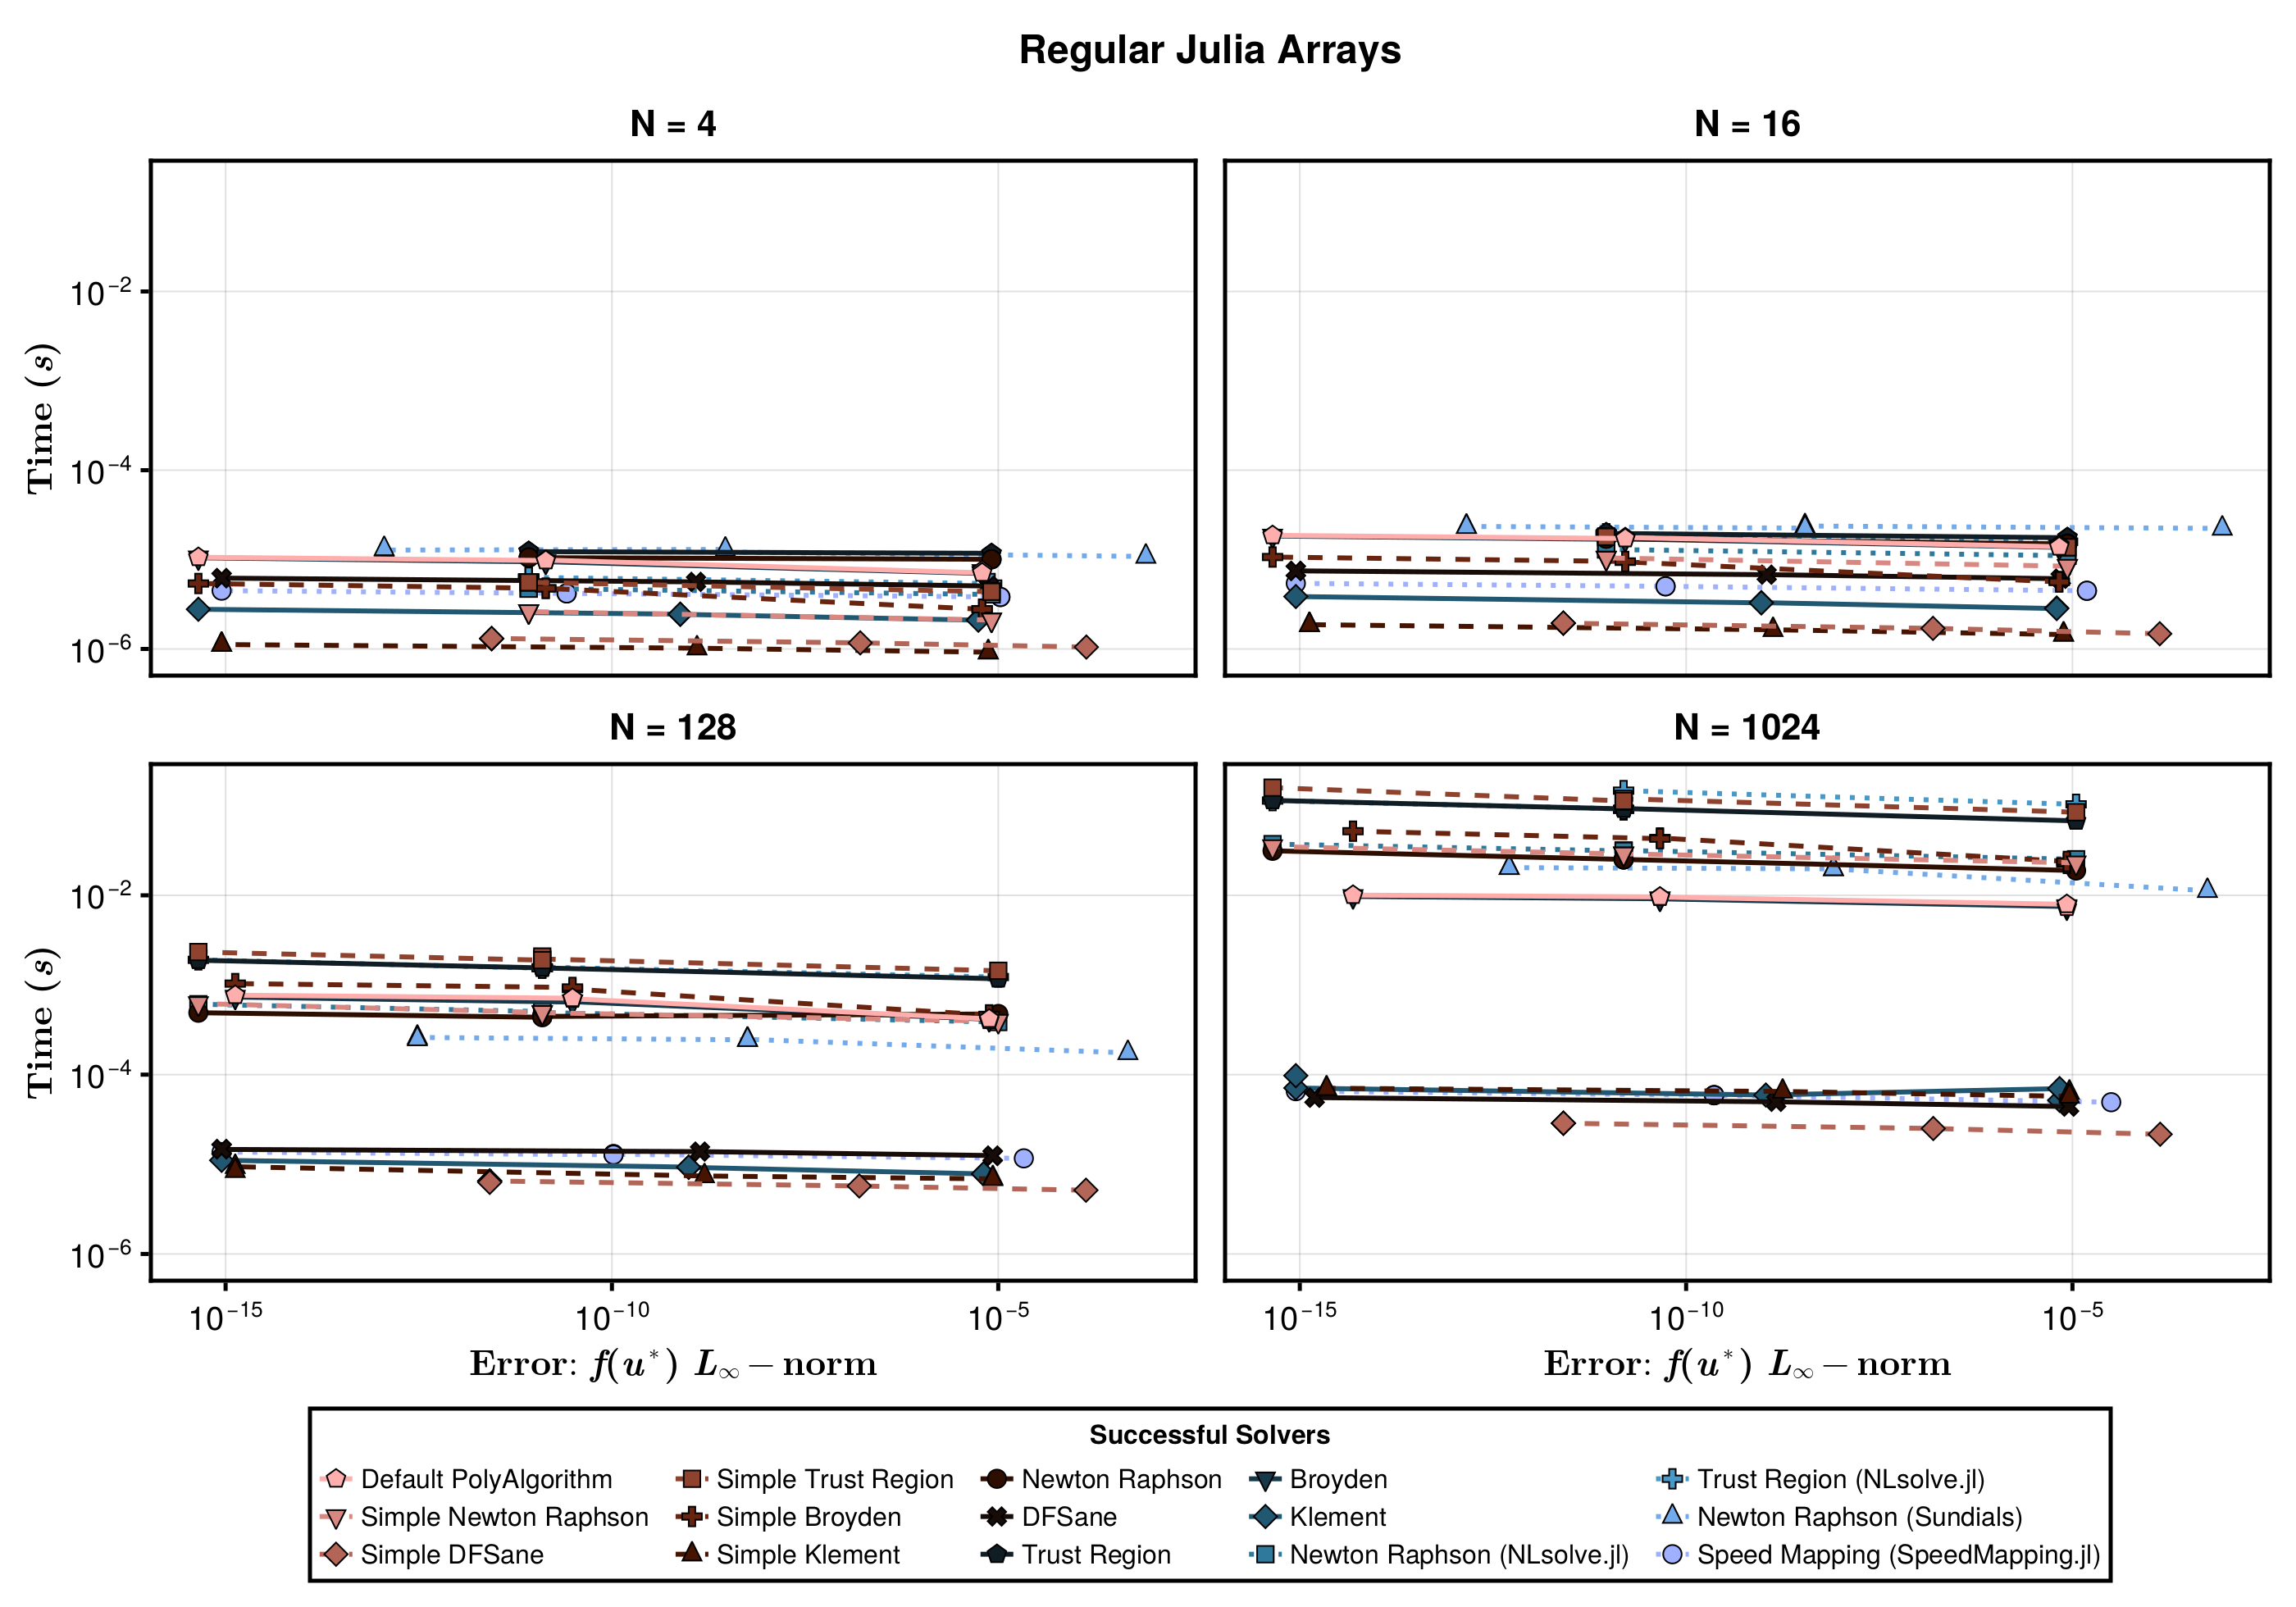 Regular Julia Arrays
N = 4
N = 16
Time (s)
10⁻²
10⁻⁴
10⁻⁶
N = 128
N = 1024
Time (s)
10⁻²
10⁻⁴
10⁻⁶
10⁻¹⁵ 10⁻¹⁰ 10⁻⁵
10⁻¹⁵ 10⁻¹⁰ 10⁻⁵
Error: f(u*) L∞ − norm
Error: f(u*) L∞ − norm
Successful Solvers
Default PolyAlgorithm Simple Trust Region Newton Raphson Broyden Trust Region (NLsolve.jl)
Simple Newton Raphson Simple Broyden DFSane Klement Newton Raphson (Sundials)
Simple DFSane Simple Klement Trust Region Newton Raphson (NLsolve.jl) Speed Mapping (SpeedMapping.jl)